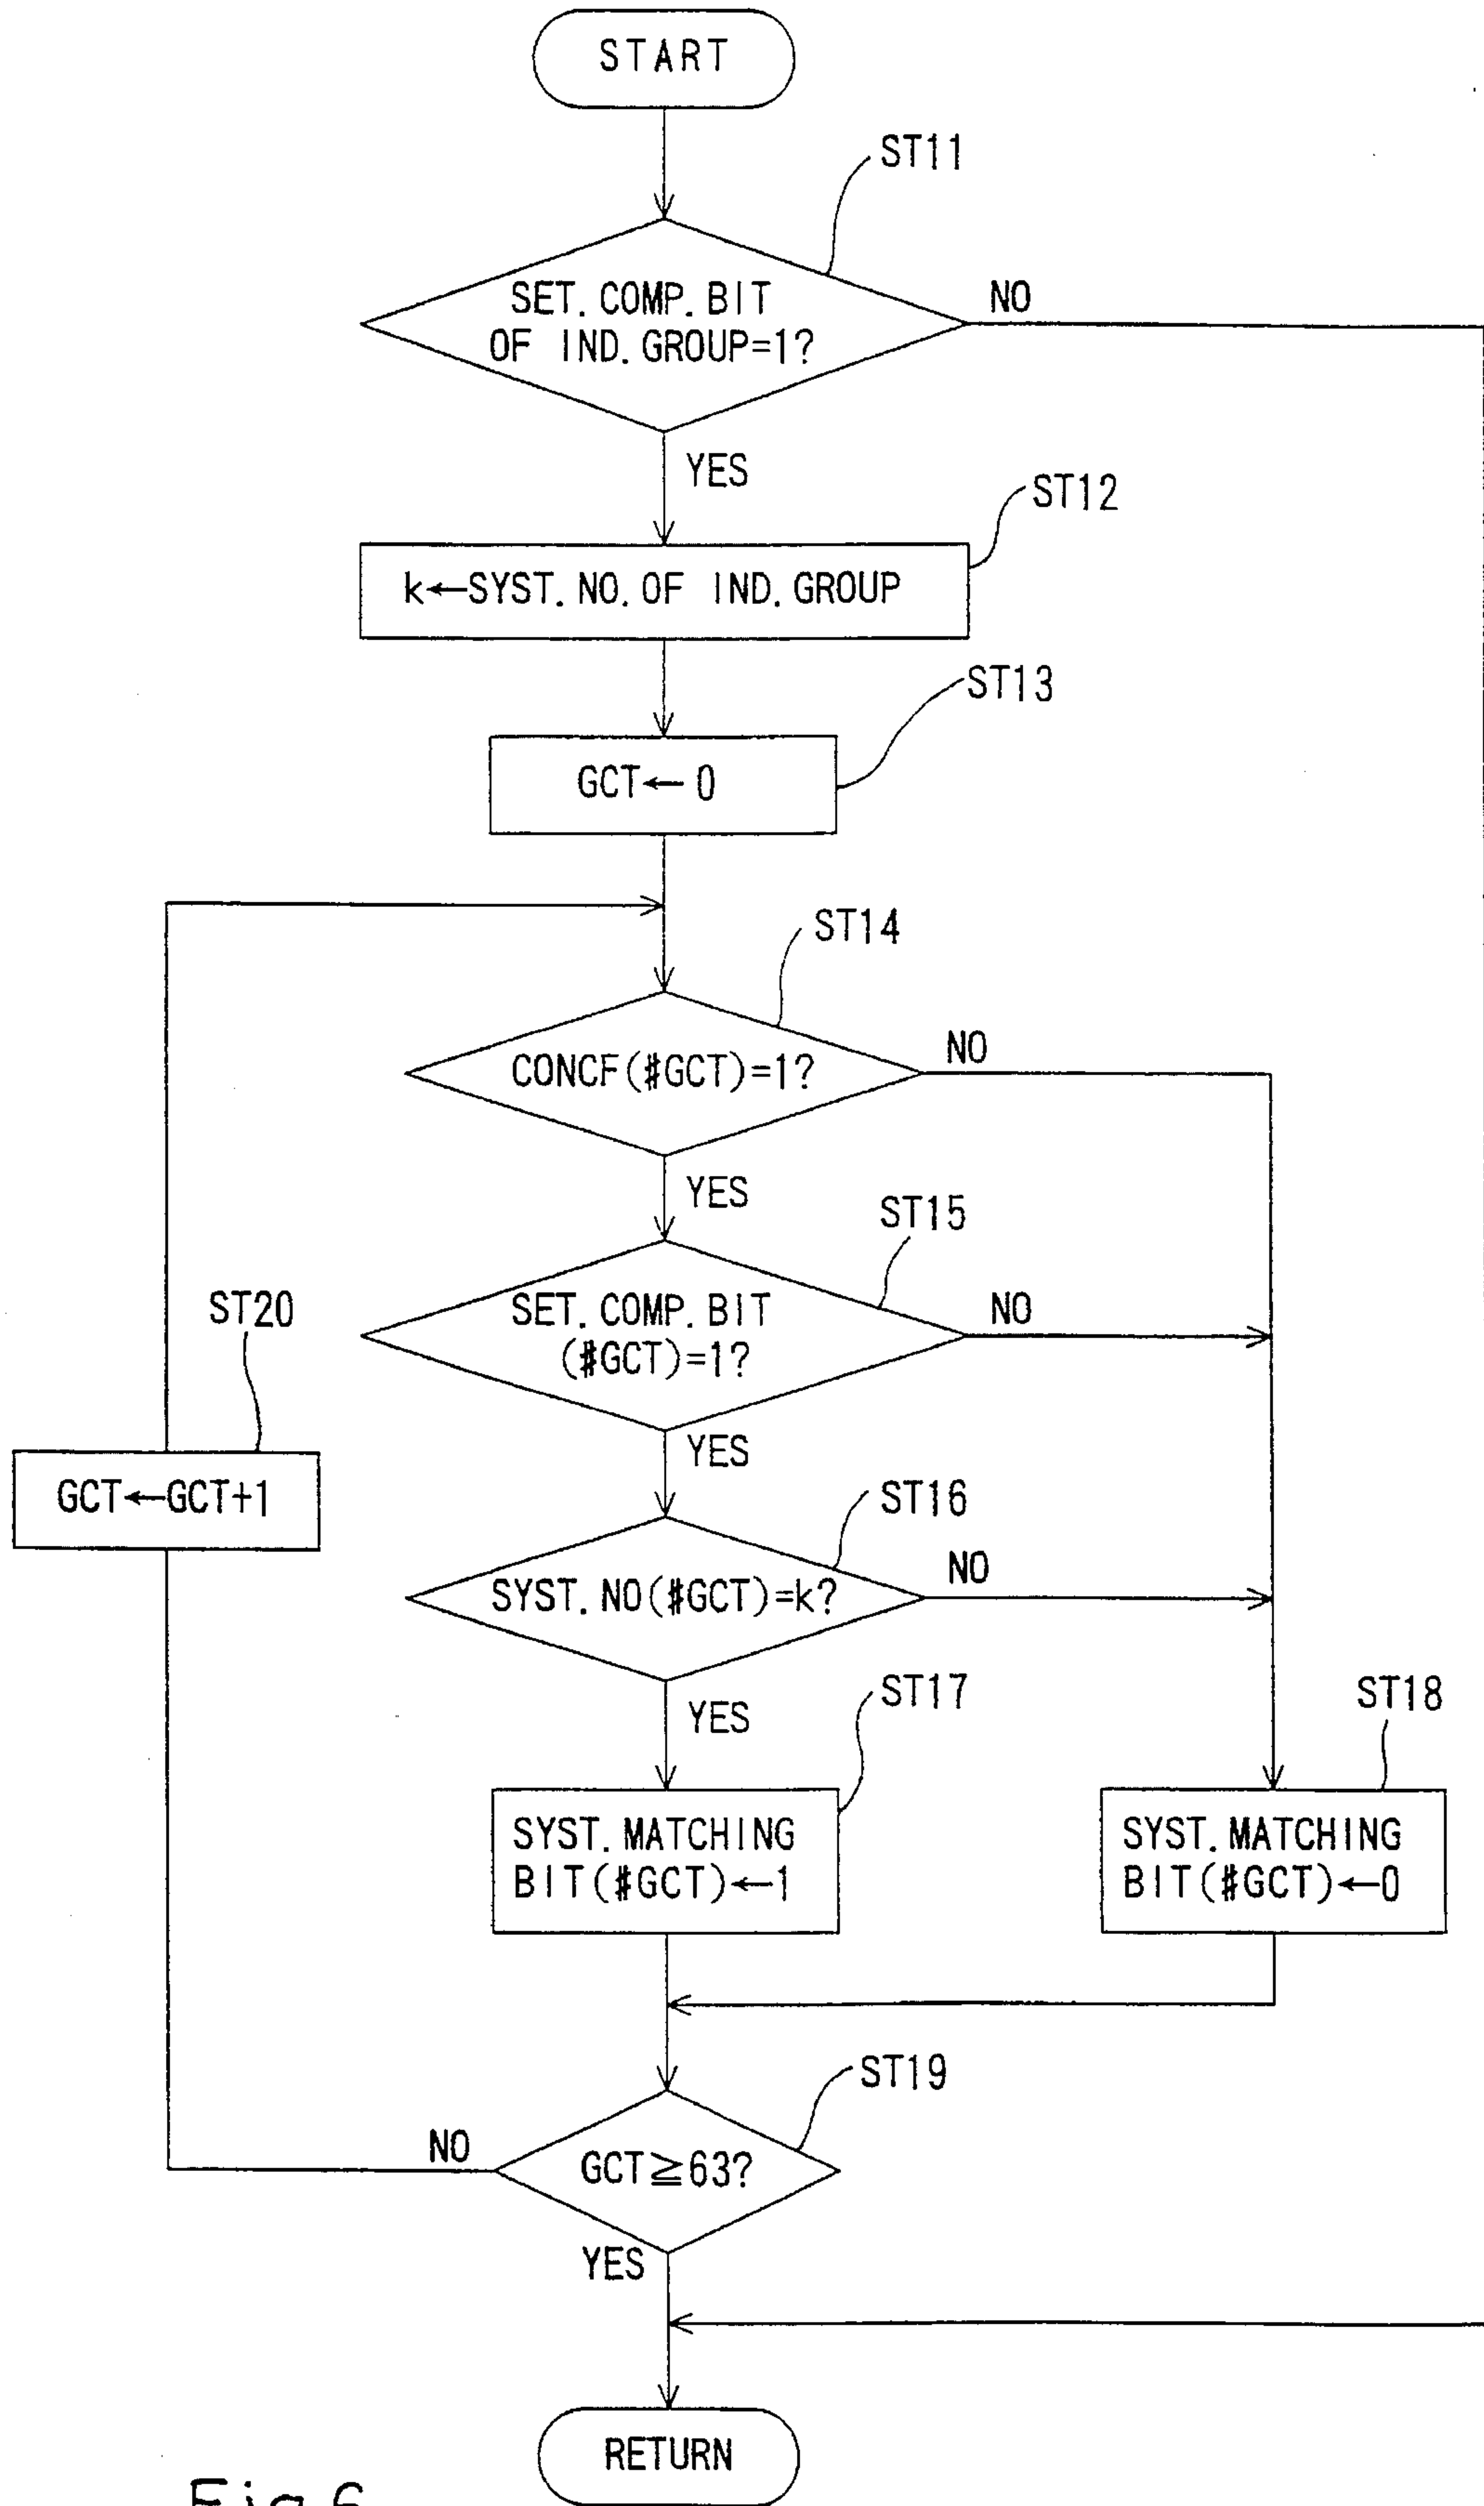 START
ST11
SET. COMP. BIT
OF IND. GROUP=1?
NO
YES
ST12
k←SYST. NO. OF IND. GROUP
ST13
GCT←0
ST14
CONCF(#GCT)=1?
NO
YES
ST15
SET. COMP. BIT
(#GCT)=1?
NO
ST20
GCT←GCT+1
YES
ST16
SYST. NO(#GCT)=k?
NO
YES
ST17
SYST. MATCHING
BIT(#GCT)←1
ST18
SYST. MATCHING
BIT(#GCT)←0
ST19
GCT≧63?
NO
YES
RETURN
Fig.6